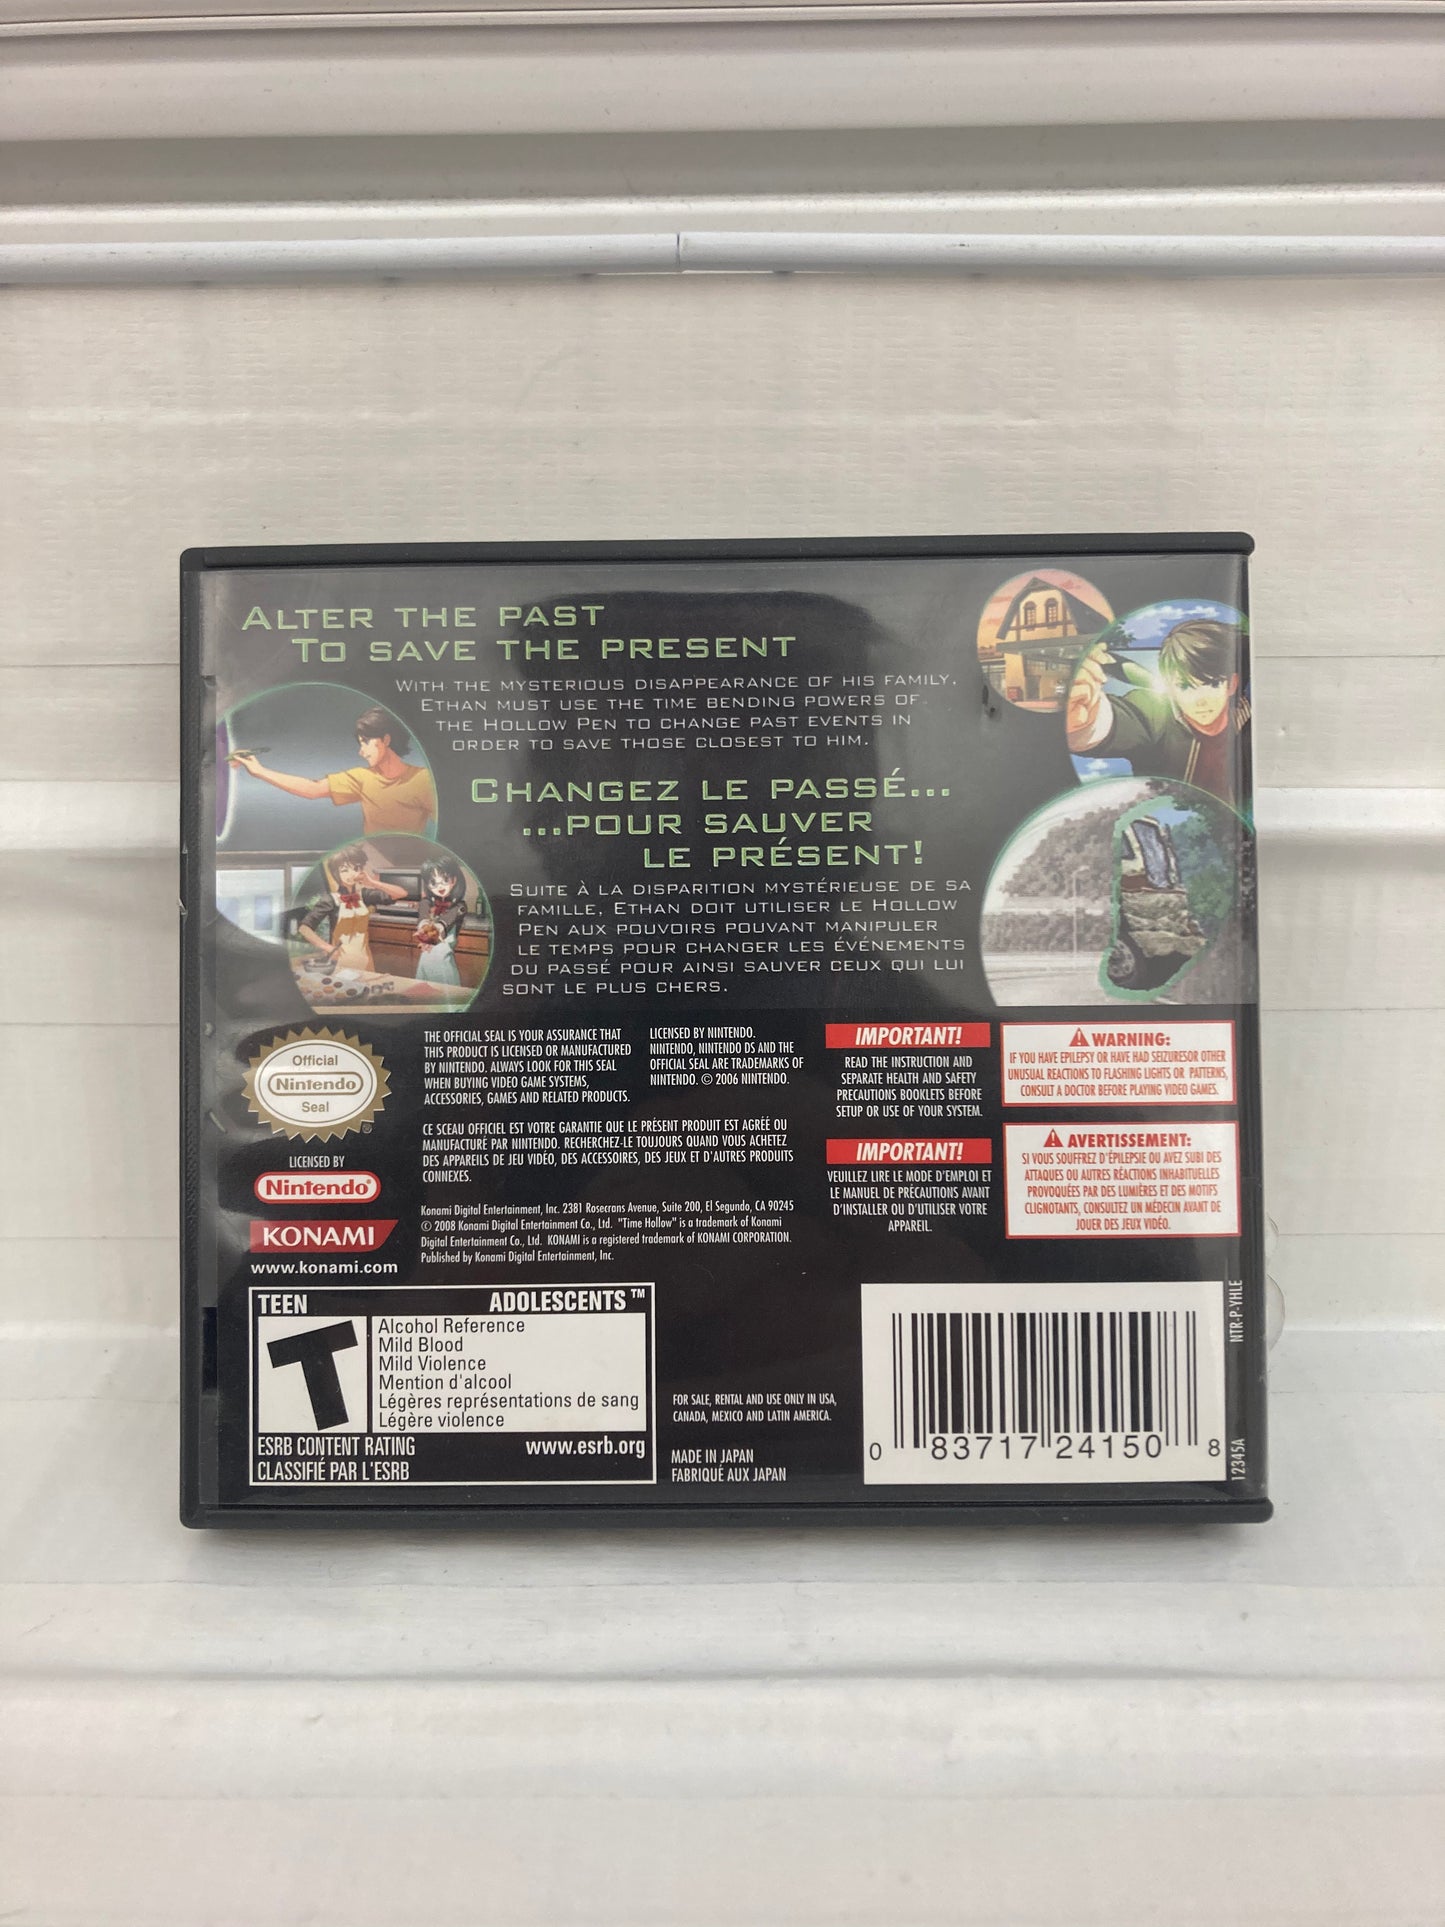 ALTER THE PAST
TO SAVE THE PRESENT
WITH THE MYSTERIOUS DISAPPEARANCE OF HIS FAMILY,
ETHAN MUST USE THE TIME BENDING POWERS OF
THE HOLLOW PEN TO CHANGE PAST EVENTS IN
ORDER TO SAVE THOSE CLOSEST TO HIM.
CHANGEZ LE PASSÉ...
...POUR SAUVER
LE PRÉSENT!
SUITE À LA DISPARITION MYSTÉRIEUSE DE SA
FAMILLE, ETHAN DOIT UTILISER LE HOLLOW
PEN AUX POUVOIRS POUVANT MANIPULER
LE TEMPS POUR CHANGER LES ÉVÉNEMENTS
DU PASSÉ POUR AINSI SAUVER CEUX QUI LUI
SONT LE PLUS CHERS.
Official
Nintendo
Seal
®
LICENSED BY
Nintendo®
KONAMI
www.konami.com
THE OFFICIAL SEAL IS YOUR ASSURANCE THAT
THIS PRODUCT IS LICENSED OR MANUFACTURED
BY NINTENDO. ALWAYS LOOK FOR THIS SEAL
WHEN BUYING VIDEO GAME SYSTEMS,
ACCESSORIES, GAMES AND RELATED PRODUCTS.
LICENSED BY NINTENDO.
NINTENDO, NINTENDO DS AND THE
OFFICIAL SEAL ARE TRADEMARKS OF
NINTENDO. © 2006 NINTENDO.
CE SCEAU OFFICIEL EST VOTRE GARANTIE QUE LE PRÉSENT PRODUIT EST AGRÉÉ OU
MANUFACTURÉ PAR NINTENDO. RECHERCHEZ-LE TOUJOURS QUAND VOUS ACHETEZ
DES APPAREILS DE JEU VIDÉO, DES ACCESSOIRES, DES JEUX ET D'AUTRES PRODUITS
CONNEXES.
Konami Digital Entertainment, Inc. 2381 Rosecrans Avenue, Suite 200, El Segundo, CA 90245
© 2008 Konami Digital Entertainment Co., Ltd. "Time Hollow" is a trademark of Konami
Digital Entertainment Co., Ltd. KONAMI is a registered trademark of KONAMI CORPORATION.
Published by Konami Digital Entertainment, Inc.
IMPORTANT!
READ THE INSTRUCTION AND
SEPARATE HEALTH AND SAFETY
PRECAUTIONS BOOKLETS BEFORE
SETUP OR USE OF YOUR SYSTEM.
IMPORTANT!
VEUILLEZ LIRE LE MODE D'EMPLOI ET
LE MANUEL DE PRÉCAUTIONS AVANT
D'INSTALLER OU D'UTILISER VOTRE
APPAREIL.
WARNING:
IF YOU HAVE EPILEPSY OR HAVE HAD SEIZURESOR OTHER
UNUSUAL REACTIONS TO FLASHING LIGHTS OR PATTERNS,
CONSULT A DOCTOR BEFORE PLAYING VIDEO GAMES.
AVERTISSEMENT:
SI VOUS SOUFFREZ D'ÉPILEPSIE OU AVEZ SUBI DES
ATTAQUES OU AUTRES RÉACTIONS INHABITUELLES
PROVOQUÉES PAR DES LUMIÈRES ET DES MOTIFS
CLIGNOTANTS, CONSULTEZ UN MÉDECIN AVANT DE
JOUER DES JEUX VIDÉO.
TEEN
ADOLESCENTS ™
T
Alcohol Reference
Mild Blood
Mild Violence
Mention d'alcool
Légères représentations de sang
Légère violence
ESRB CONTENT RATING
www.esrb.org
CLASSIFIÉ PAR L'ESRB
FOR SALE, RENTAL AND USE ONLY IN USA,
CANADA, MEXICO AND LATIN AMERICA.
MADE IN JAPAN
FABRIQUÉ AUX JAPAN
0 83717 24150 8
NTR-P-YHLE
12345A